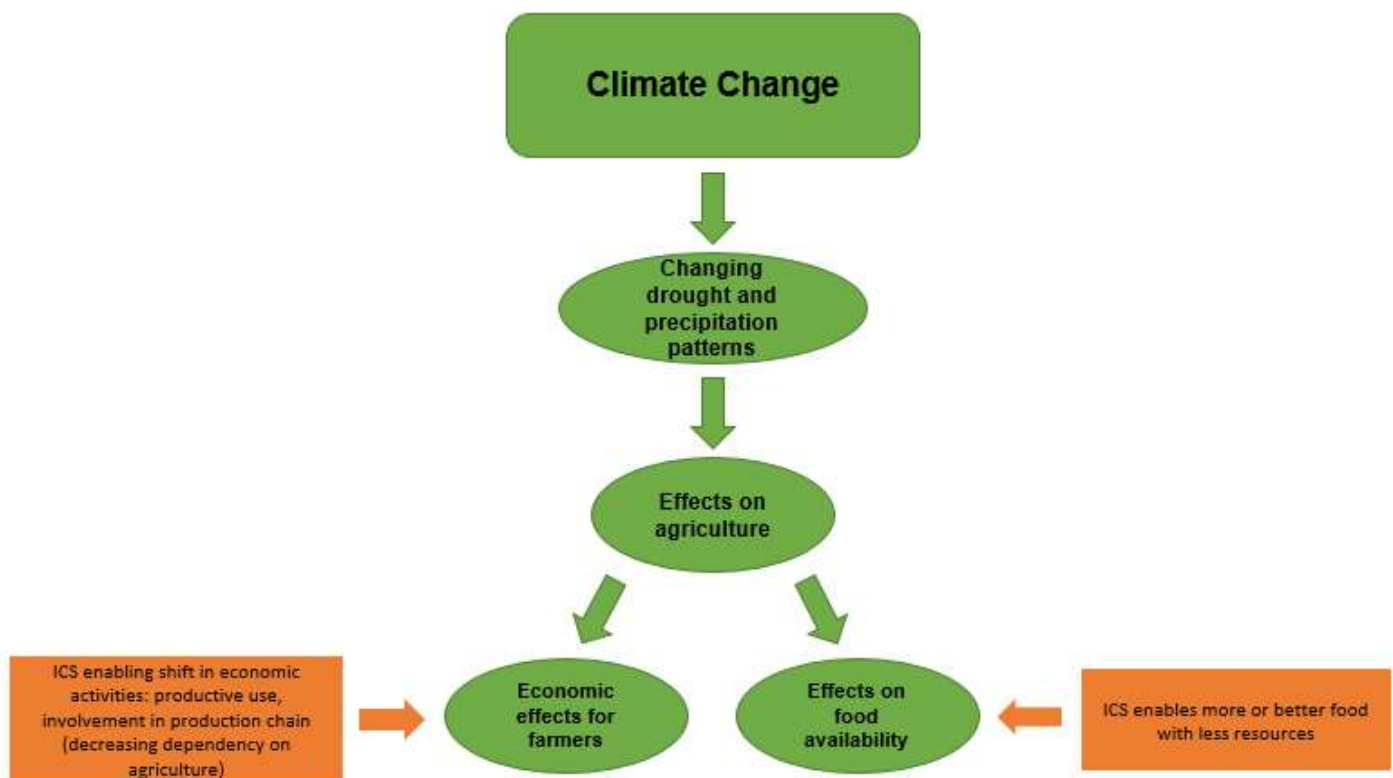 Climate Change
Changing
drought and
precipitation
patterns
Effects on
agriculture
ICS enabling shift in economic
activities: productive use,
involvement in production chain
(decreasing dependency on
agriculture)
Economic
effects for
farmers
Effects on
food
availability
ICS enables more or better food
with less resources